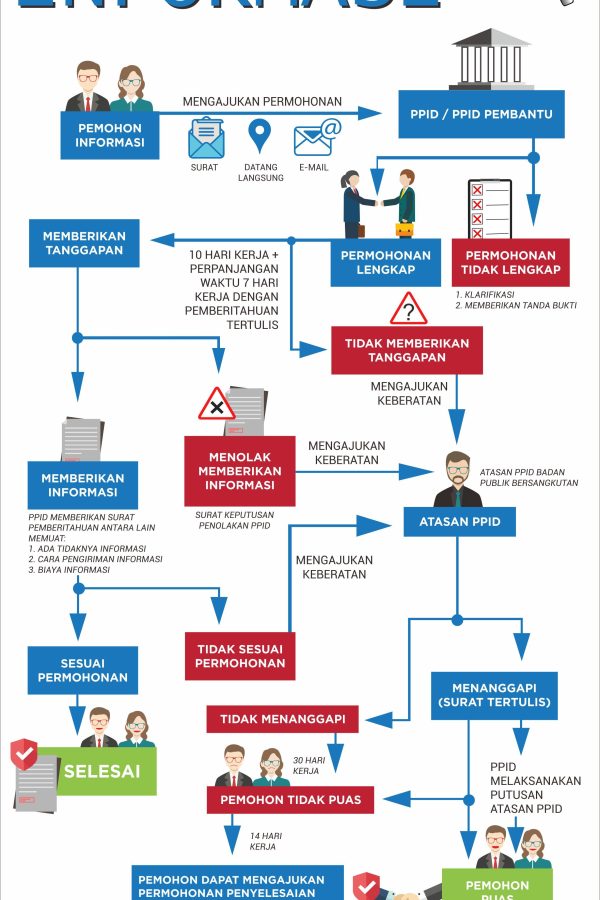 MENGAJUKAN PERMOHONAN
PEMOHON
INFORMASI
PPID / PPID PEMBANTU
SURAT
DATANG
LANGSUNG
E-MAIL
@
MEMBERIKAN
TANGGAPAN
10 HARI KERJA +
PERPANJANGAN
WAKTU 7 HARI
KERJA DENGAN
PEMBERITAHUAN
TERTULIS
PERMOHONAN
LENGKAP
PERMOHONAN
TIDAK LENGKAP
1. KLARIFIKASI
2. MEMBERIKAN TANDA BUKTI
?
TIDAK MEMBERIKAN
TANGGAPAN
MENGAJUKAN
KEBERATAN
MEMBERIKAN
INFORMASI
MENOLAK
MEMBERIKAN
INFORMASI
MENGAJUKAN
KEBERATAN
ATASAN PPID BADAN
PUBLIK BERSANGKUTAN
PPID MEMBERIKAN SURAT
PEMBERITAHUAN ANTARA LAIN
MEMUAT:
1. ADA TIDAKNYA INFORMASI
2. CARA PENGIRIMAN INFORMASI
3. BIAYA INFORMASI
SURAT KEPUTUSAN
PENOLAKAN PPID
ATASAN PPID
MENGAJUKAN
KEBERATAN
SESUAI
PERMOHONAN
TIDAK SESUAI
PERMOHONAN
MENANGGAPI
(SURAT TERTULIS)
TIDAK MENANGGAPI
SELESAI
30 HARI
KERJA
PPID
MELAKSANAKAN
PUTUSAN
ATASAN PPID
PEMOHON TIDAK PUAS
14 HARI
KERJA
PEMOHON DAPAT MENGAJUKAN
PERMOHONAN PENYELESAIAN
PEMOHON
PUAS